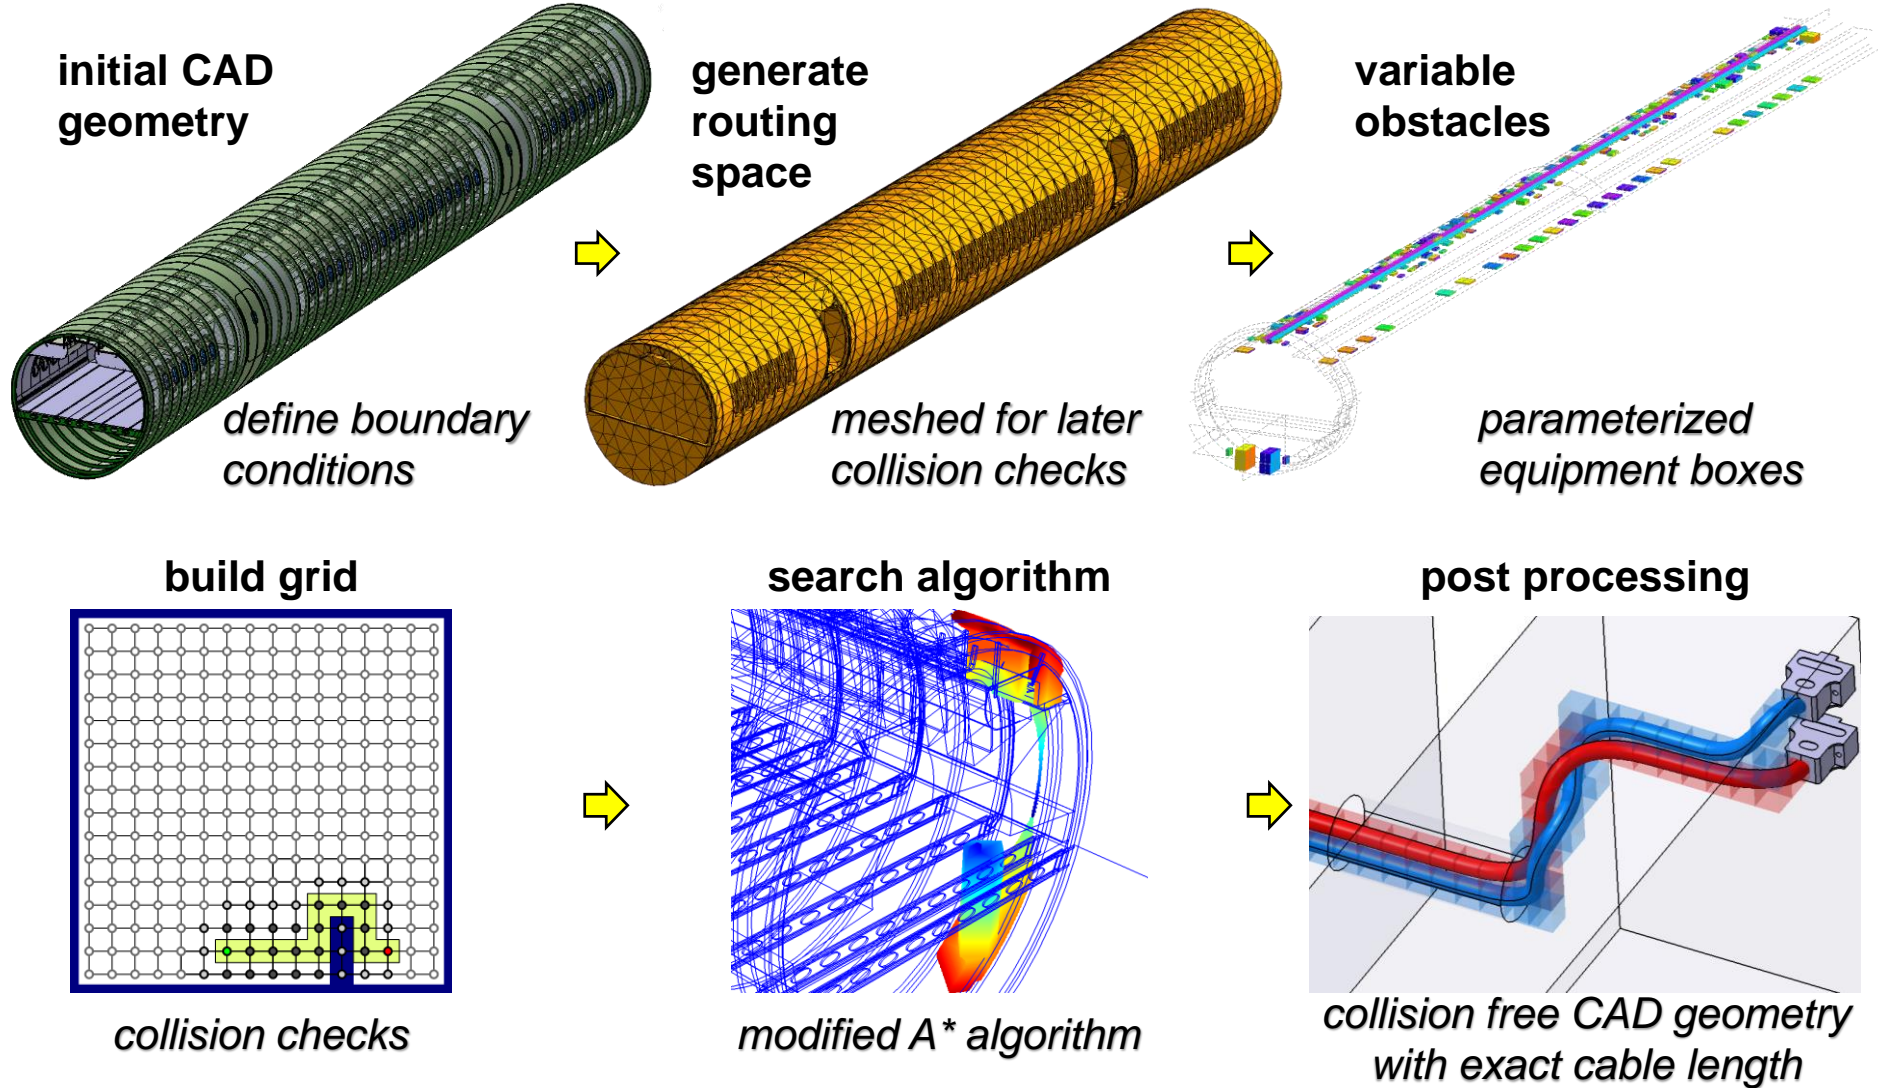 initial CAD
geometry
define boundary
conditions
generate
routing
space
meshed for later
collision checks
variable
obstacles
parameterized
equipment boxes
build grid
collision checks
search algorithm
modified A* algorithm
post processing
collision free CAD geometry
with exact cable length